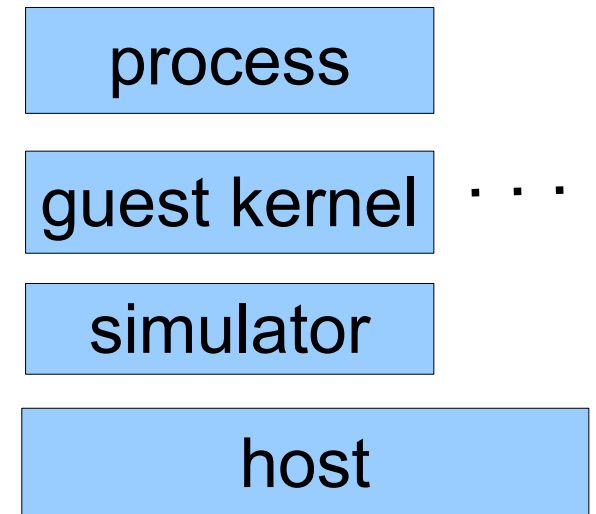 process
guest kernel . . .
simulator
host